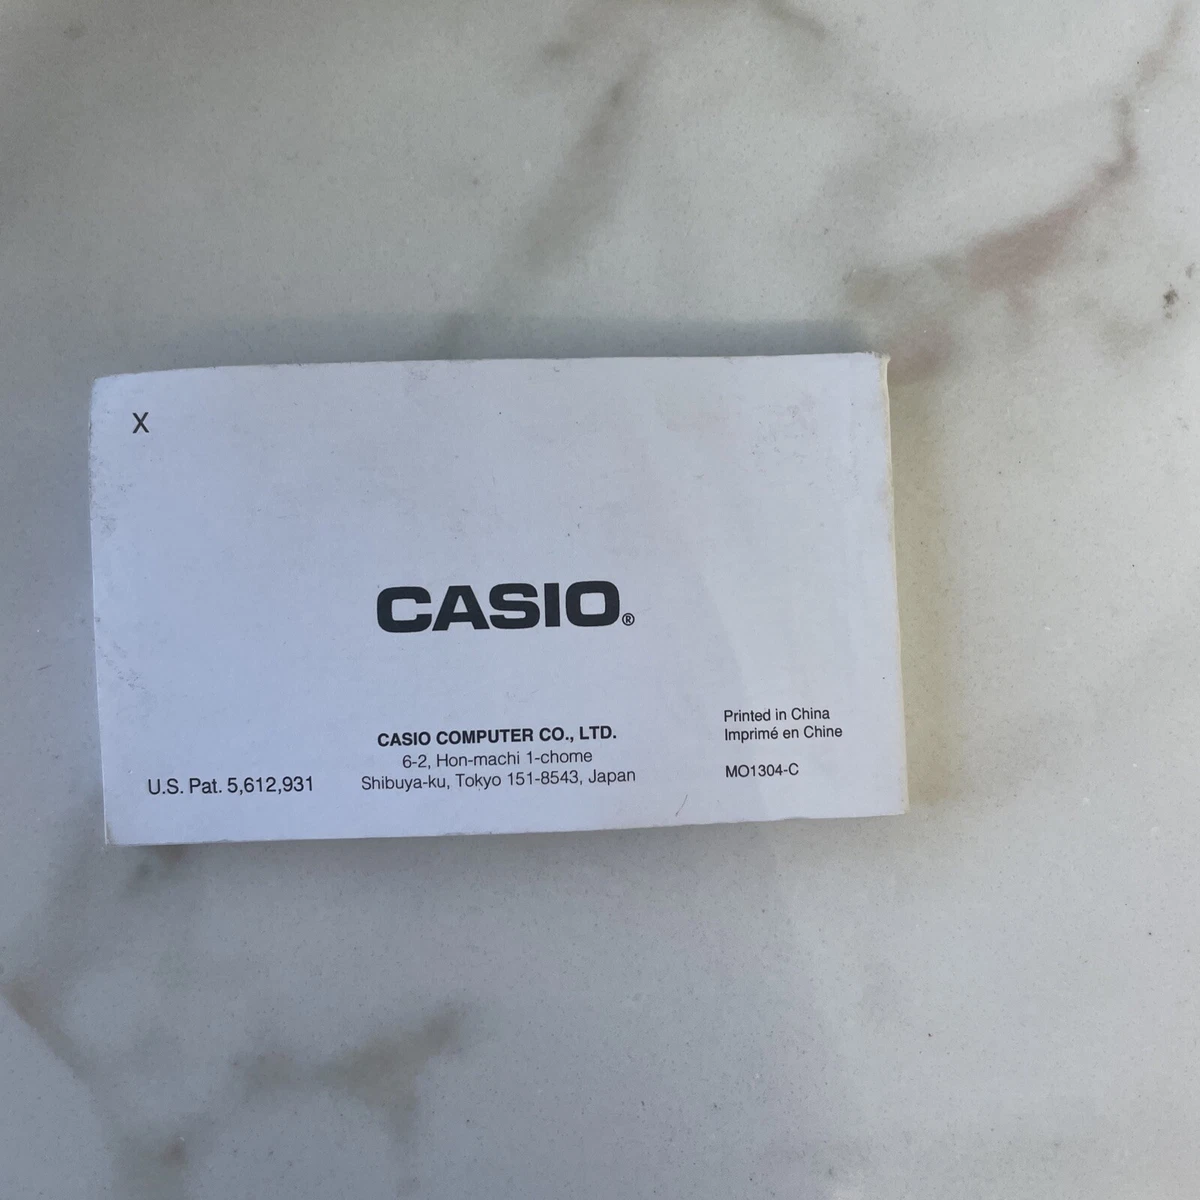 X
CASIO®
CASIO COMPUTER CO., LTD.
6-2, Hon-machi 1-chome
Shibuya-ku, Tokyo 151-8543, Japan
U.S. Pat. 5,612,931
Printed in China
Imprimé en Chine
MO1304-C